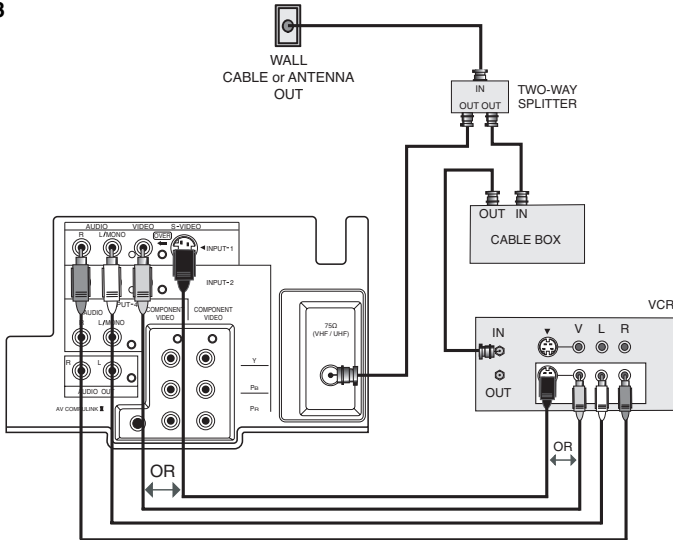 WALL
CABLE or ANTENNA
OUT
IN
OUT OUT
TWO-WAY
SPLITTER
OUT IN
CABLE BOX
AUDIO VIDEO S-VIDEO
R L/MONO OVER
INPUT-1
INPUT-2
AUDIO
R L/MONO
COMPONENT
VIDEO
COMPONENT
VIDEO
75Ω
(VHF / UHF)
Y
PB
PR
R L
AUDIO OUT
AV COMPULINK
VCR
IN
V L R
OUT
OR
OR